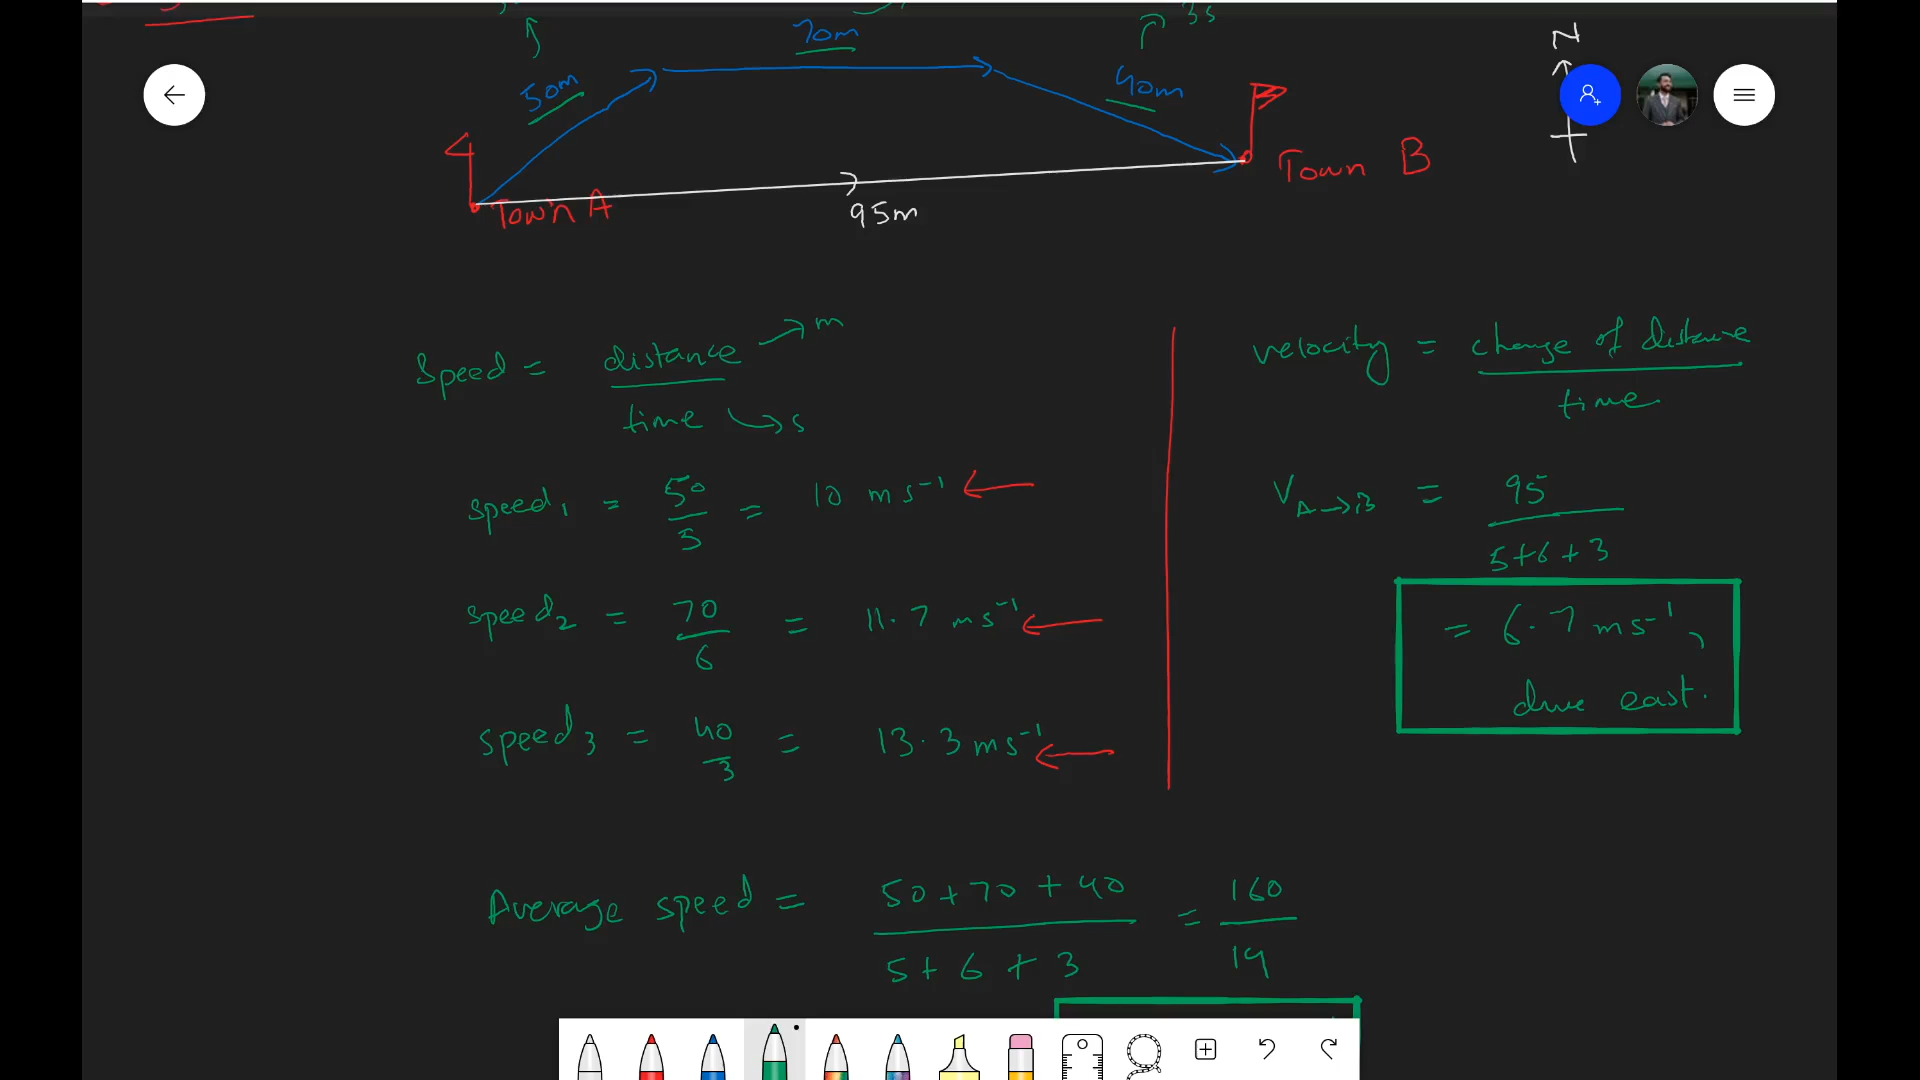 3s
70m
N
50m
40m
Town B
Town A
95m
Speed = distance → m
time → s
velocity = change of distance
time
speed₁ = 50/5 = 10 ms⁻¹
V A→B = 95
5+6+3
speed₂ = 70/6 = 11.7 ms⁻¹
= 6.7 ms⁻¹,
due east.
speed₃ = 40/3 = 13.3 ms⁻¹
Average speed = 50+70+40 = 160
5+6+3 14